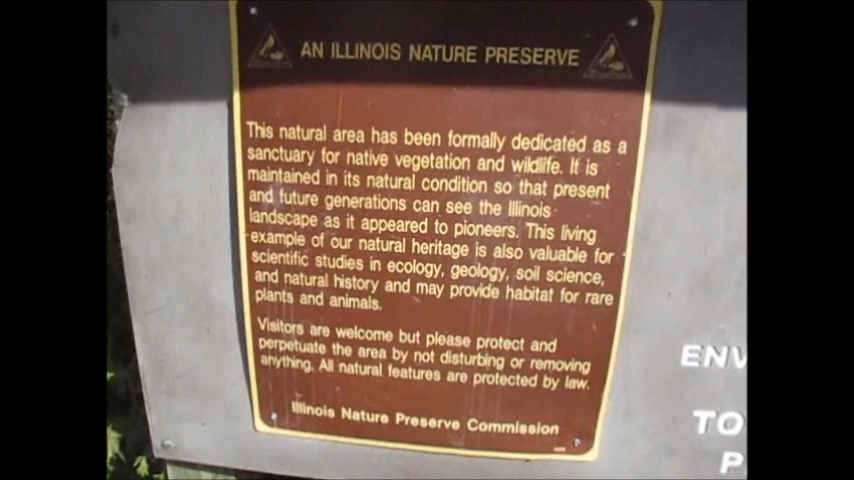 AN ILLINOIS NATURE PRESERVE
This natural area has been formally dedicated as a
sanctuary for native vegetation and wildlife. It is
maintained in its natural condition so that present
and future generations can see the Illinois
landscape as it appeared to pioneers. This living
example of our natural heritage is also valuable for
scientific studies in ecology, geology, soil science,
and natural history and may provide habitat for rare
plants and animals.
Visitors are welcome but please protect and
perpetuate the area by not disturbing or removing
anything. All natural features are protected by law.
Illinois Nature Preserve Commission
ENV
TO
P